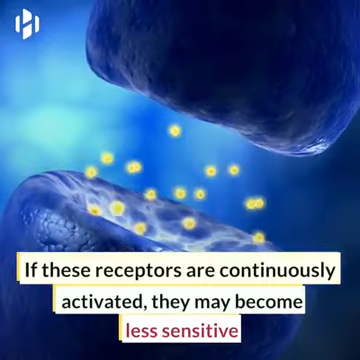 If these receptors are continuously
activated, they may become
less sensitive